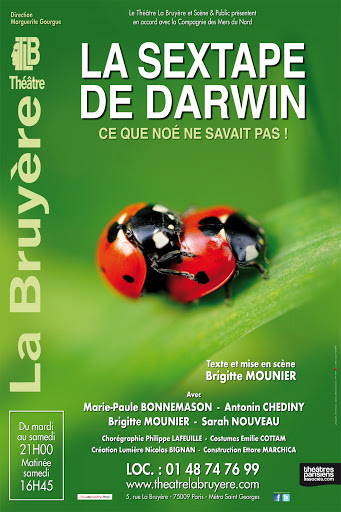 Direction
Marguerite Gourgue
Le Théâtre La Bruyère et Scène & Public présentent
en accord avec la Compagnie des Mers du Nord
TLB
Théâtre
La Bruyère
LA SEXTAPE
DE DARWIN
CE QUE NOÉ NE SAVAIT PAS !
Texte et mise en scène
Brigitte MOUNIER
Avec
Marie-Paule BONNEMASON - Antonin CHEDINY
Brigitte MOUNIER - Sarah NOUVEAU
Chorégraphie Philippe LAFEUILLE - Costumes Emilie COTTAM
Création Lumière Nicolas BIGNAN - Construction Ettore MARCHICA
Du mardi
au samedi
21H00
Matinée
samedi
16H45
LOC. : 01 48 74 76 99
www.theatrelabruyere.com
5, rue La Bruyère - 75009 Paris - Métro Saint Georges
théâtres
parisiens
associés.com